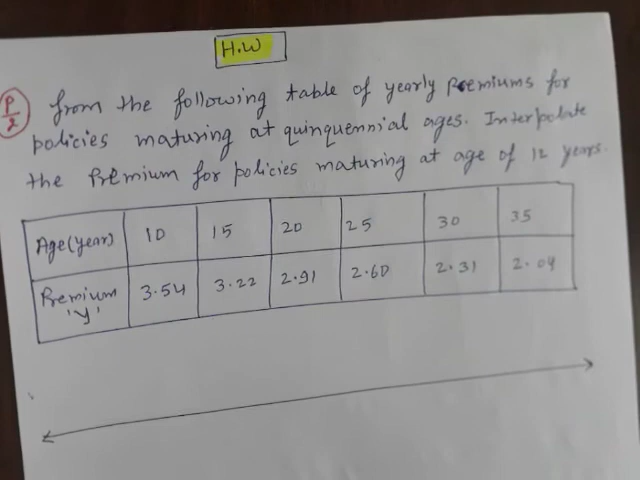 H.W
P/2 from the following table of yearly Premiums for
policies maturing at quinquennial ages. Interpolate
the Premium for policies maturing at age of 12 years.
Age(year) 10 15 20 25 30 35
Premium 'y' 3.54 3.22 2.91 2.60 2.31 2.04